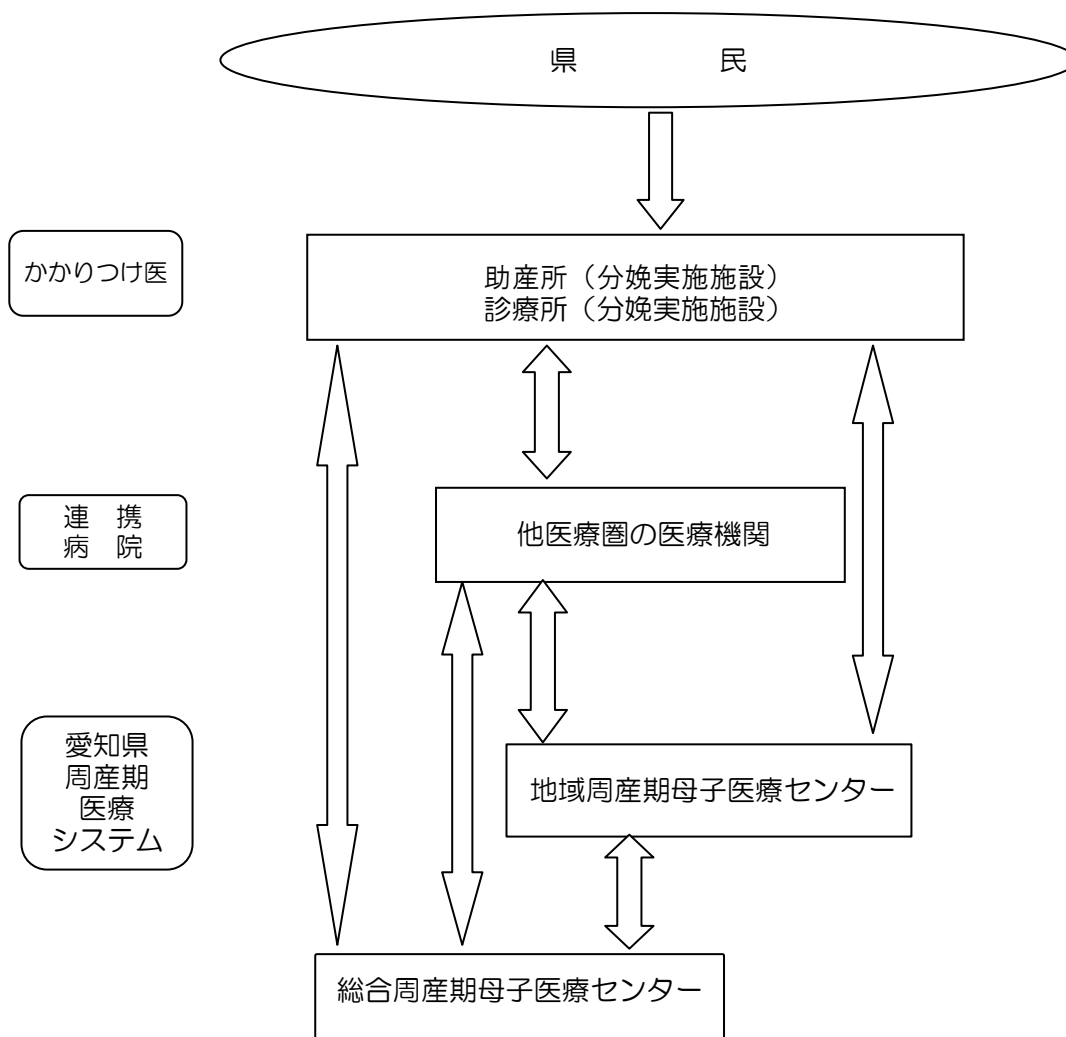 県　　民
かかりつけ医
助産所（分娩実施施設）
診療所（分娩実施施設）
連　携
病　院
他医療圏の医療機関
愛知県
周産期
医療
システム
地域周産期母子医療センター
総合周産期母子医療センター